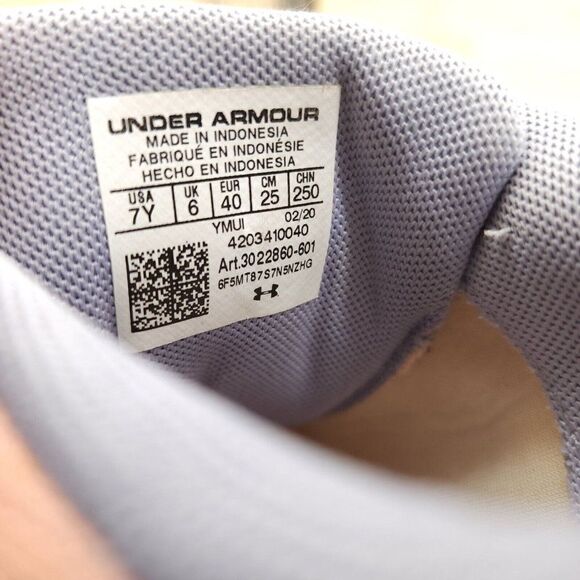 UNDER ARMOUR
MADE IN INDONESIA
FABRIQUÉ EN INDONÉSIE
HECHO EN INDONESIA
USA UK EUR CM CHN
7Y 6 40 25 250
YMUI 02/20
4203410040
Art.3022860-601
6F5MT87S7N5NZHG